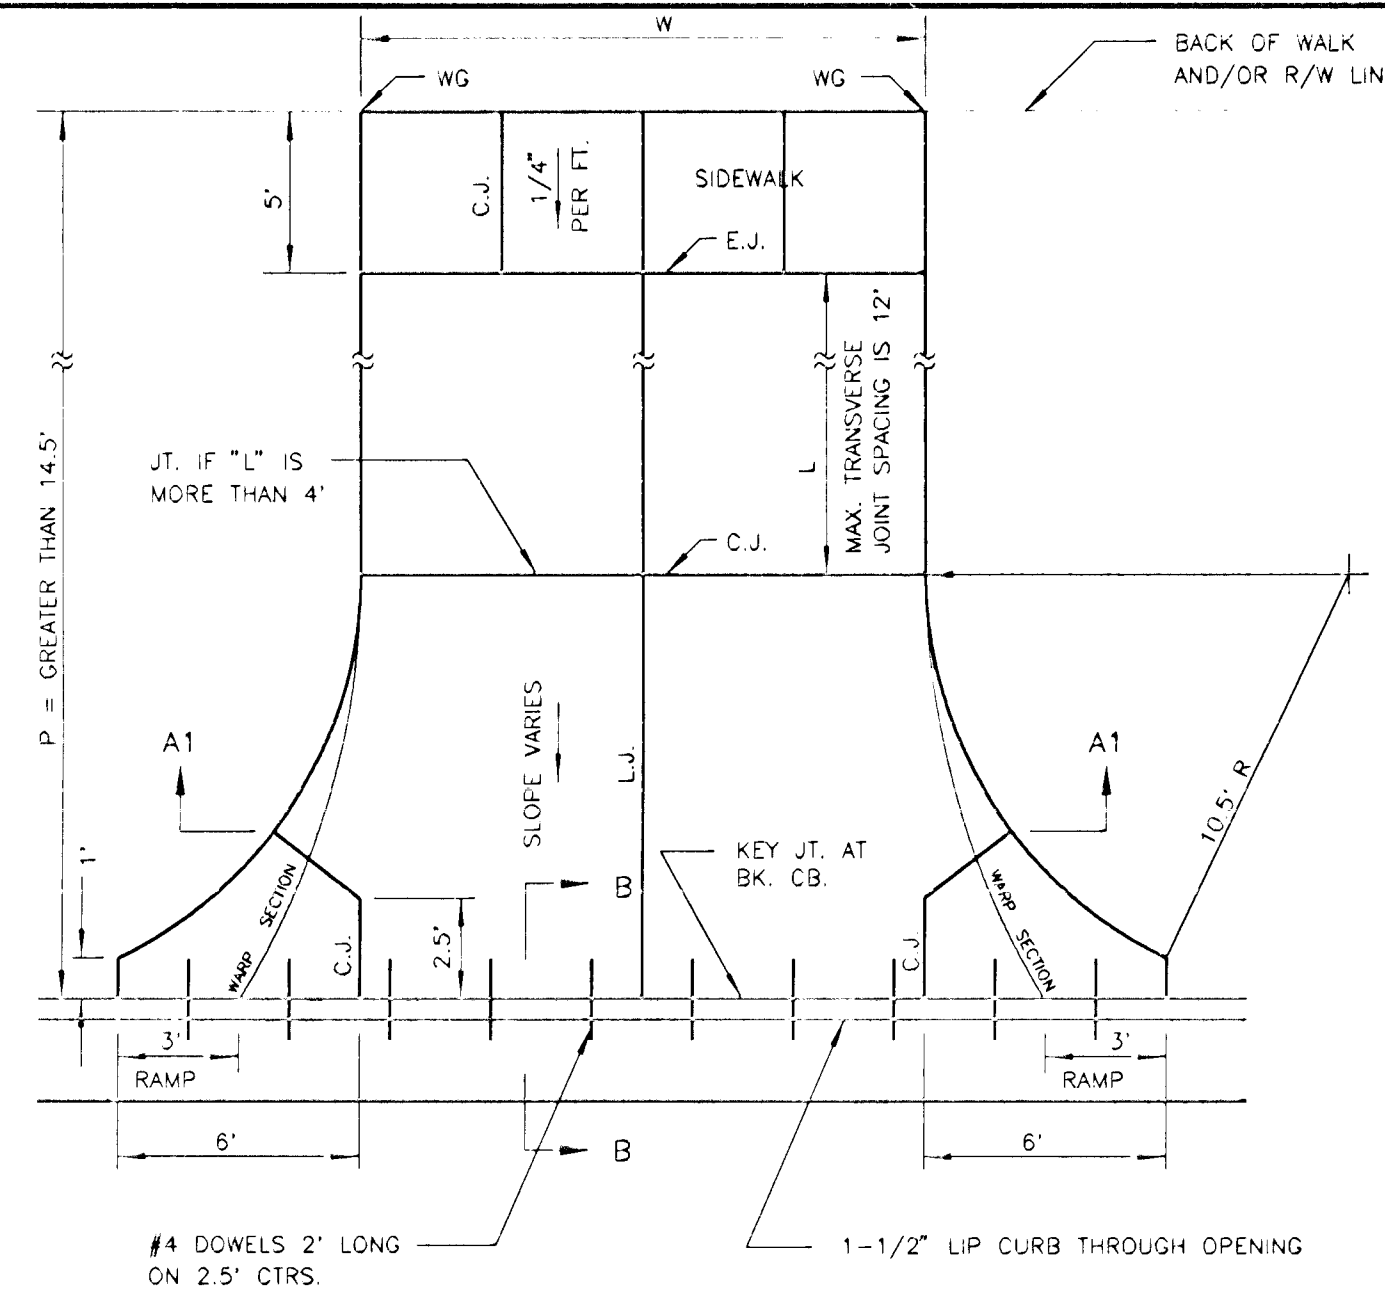 W
BACK OF WALK
AND/OR R/W LIN
WG
WG
5'
C.J.
1/4"
PER FT.
SIDEWALK
E.J.
P = GREATER THAN 14.5'
L
MAX. TRANSVERSE
JOINT SPACING IS 12'
JT. IF "L" IS
MORE THAN 4'
C.J.
A1
SLOPE VARIES
L.J.
A1
10.5' R
1'
WARP SECTION
C.J.
2.5'
B
KEY JT. AT
BK. CB.
C.J.
WARP SECTION
3'
RAMP
3'
RAMP
6'
B
6'
#4 DOWELS 2' LONG
ON 2.5' CTRS.
1-1/2" LIP CURB THROUGH OPENING